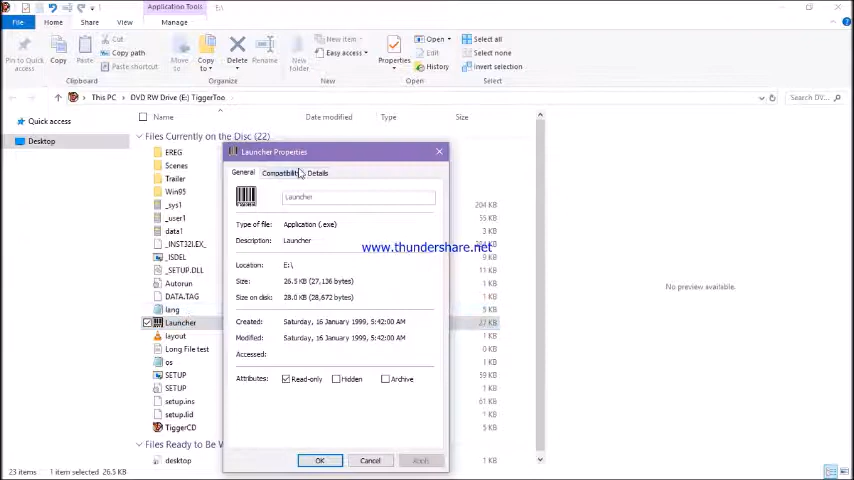 Application Tools E:\
File Home Share View Manage
Pin to Quick access
Copy
Paste
Cut
Copy path
Paste shortcut
Clipboard
Move to
Copy to
Delete
Rename
Organize
New folder
New item
Easy access
New
Properties
Open
Edit
History
Open
Select all
Select none
Invert selection
Select
This PC > DVD RW Drive (E:) TiggerToo
Search DV...
Quick access
Desktop
Name Date modified Type Size
Files Currently on the Disc (22)
EREG
Scenes
Trailer
Win95
_sys1 204 KB
_user1 55 KB
data1 3 KB
_INST32I.EX_
_ISDEL 9 KB
_SETUP.DLL 11 KB
Autorun 1 KB
DATA.TAG 1 KB
lang 5 KB
Launcher 27 KB
layout 1 KB
Long File test 0 KB
os 1 KB
SETUP 59 KB
SETUP 1 KB
setup.ins 61 KB
setup.lid 1 KB
TiggerCD 5 KB
Files Ready to Be W
desktop 1 KB
Launcher Properties
General Compatibility Details
Launcher
Type of file: Application (.exe)
Description: Launcher
www.thundershare.net
Location: E:\
Size: 26.5 KB (27,136 bytes)
Size on disk: 28.0 KB (28,672 bytes)
Created: Saturday, 16 January 1999, 5:42:00 AM
Modified: Saturday, 16 January 1999, 5:42:00 AM
Accessed:
Attributes: Read-only Hidden Archive
OK Cancel Apply
No preview available.
23 items 1 item selected 26.5 KB